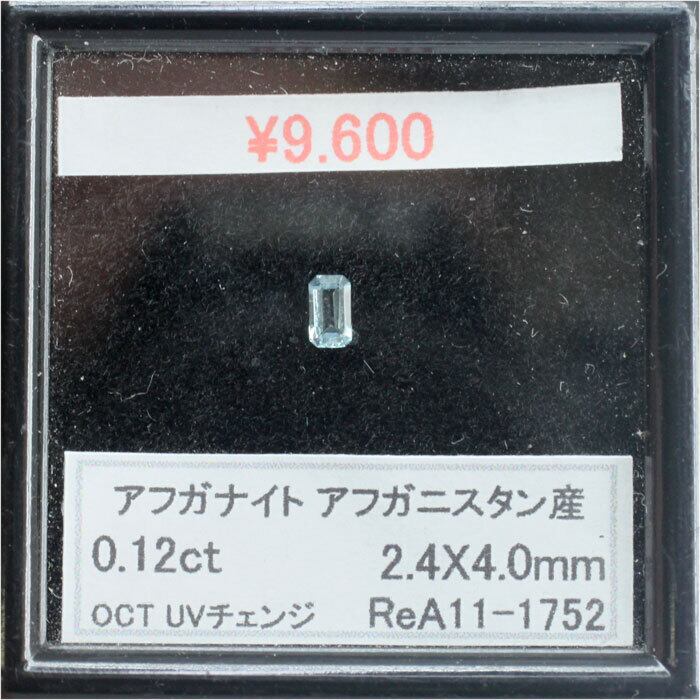 ¥9.600
アフガナイト アフガニスタン産
0.12ct 2.4X4.0mm
OCT UVチェンジ ReA11-1752